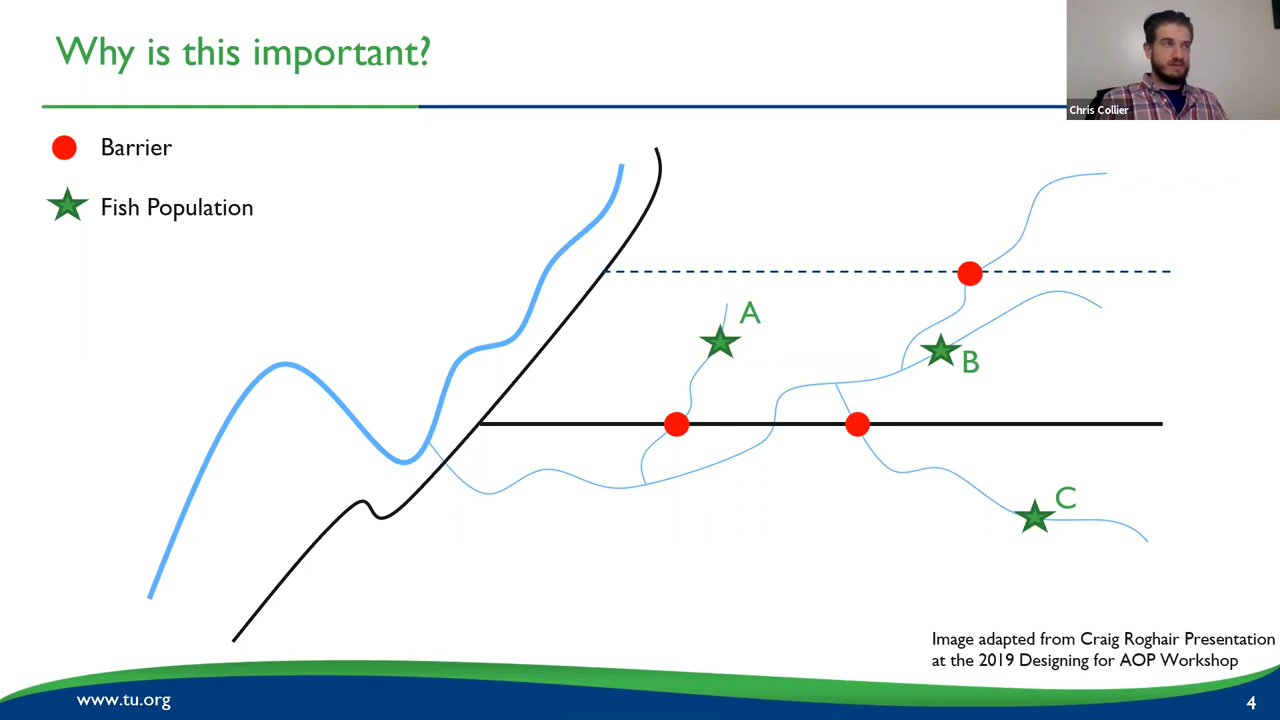 Why is this important?
Chris Collier
Barrier
Fish Population
A
B
C
Image adapted from Craig Roghair Presentation
at the 2019 Designing for AOP Workshop
www.tu.org
4